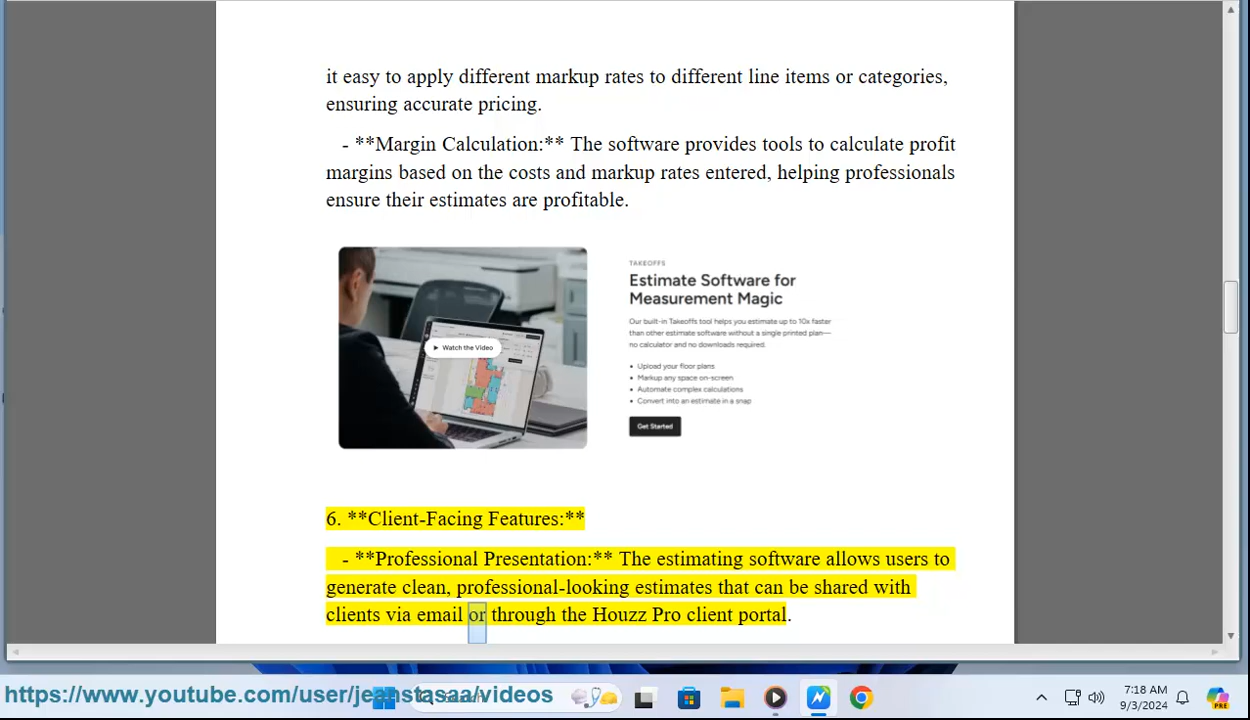 it easy to apply different markup rates to different line items or categories,
ensuring accurate pricing.
- **Margin Calculation:** The software provides tools to calculate profit
margins based on the costs and markup rates entered, helping professionals
ensure their estimates are profitable.
Watch the Video
TAKEOFFS
Estimate Software for
Measurement Magic
Our built-in Takeoffs tool helps you estimate up to 10x faster
than other estimate software without a single printed plan—
no calculator and no downloads required.
• Upload your floor plans
• Markup any space on-screen
• Automate complex calculations
• Convert into an estimate in a snap
Get Started
6. **Client-Facing Features:**
- **Professional Presentation:** The estimating software allows users to
generate clean, professional-looking estimates that can be shared with
clients via email or through the Houzz Pro client portal.
https://www.youtube.com/user/jeanstasaa/videos
Search
7:18 AM
9/3/2024
PRE